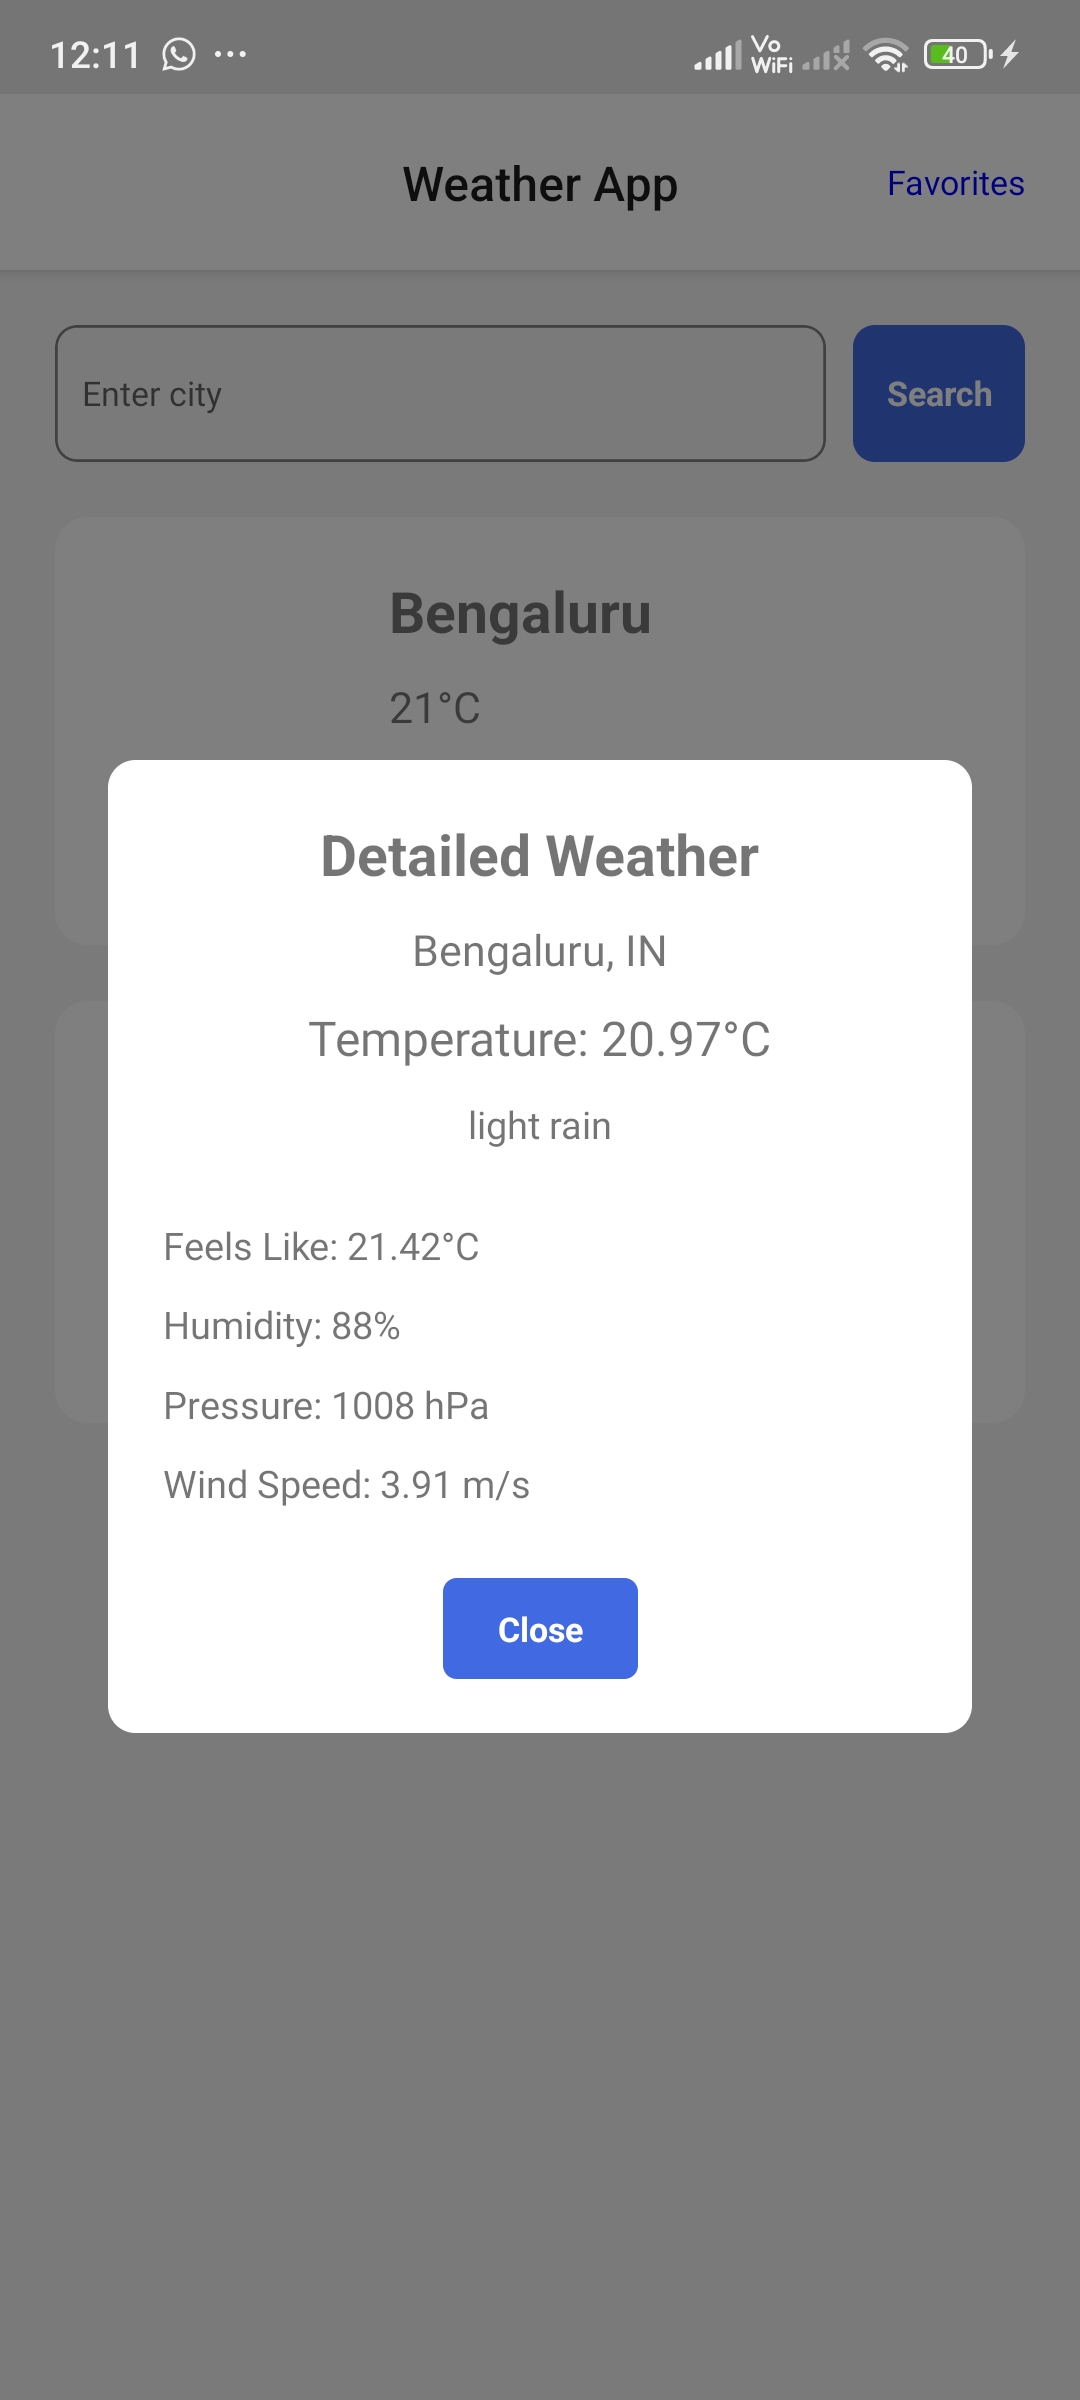 12:11 ... Vo WiFi 40
Weather App Favorites
Enter city Search
Bengaluru
21°C
Detailed Weather
Bengaluru, IN
Temperature: 20.97°C
light rain
Feels Like: 21.42°C
Humidity: 88%
Pressure: 1008 hPa
Wind Speed: 3.91 m/s
Close